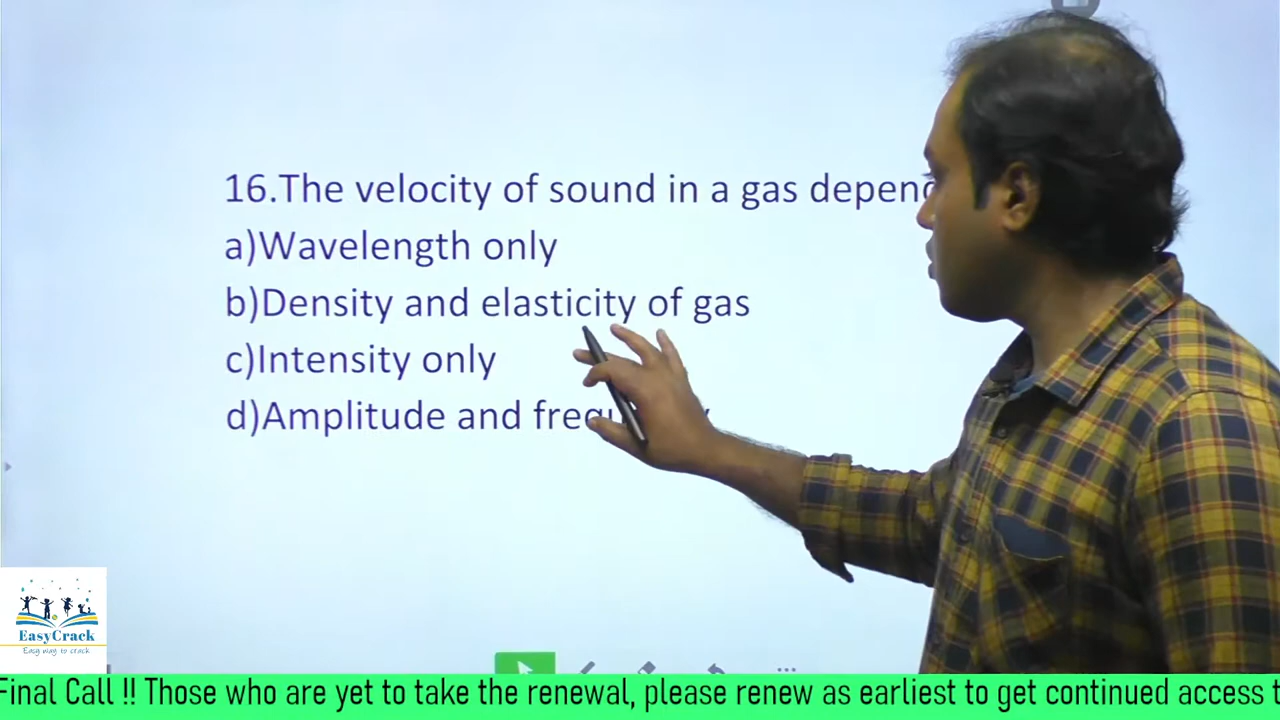 16.The velocity of sound in a gas depend
a)Wavelength only
b)Density and elasticity of gas
c)Intensity only
d)Amplitude and
EasyCrack
Easy way to crack
Final Call !! Those who are yet to take the renewal, please renew as earliest to get continued access